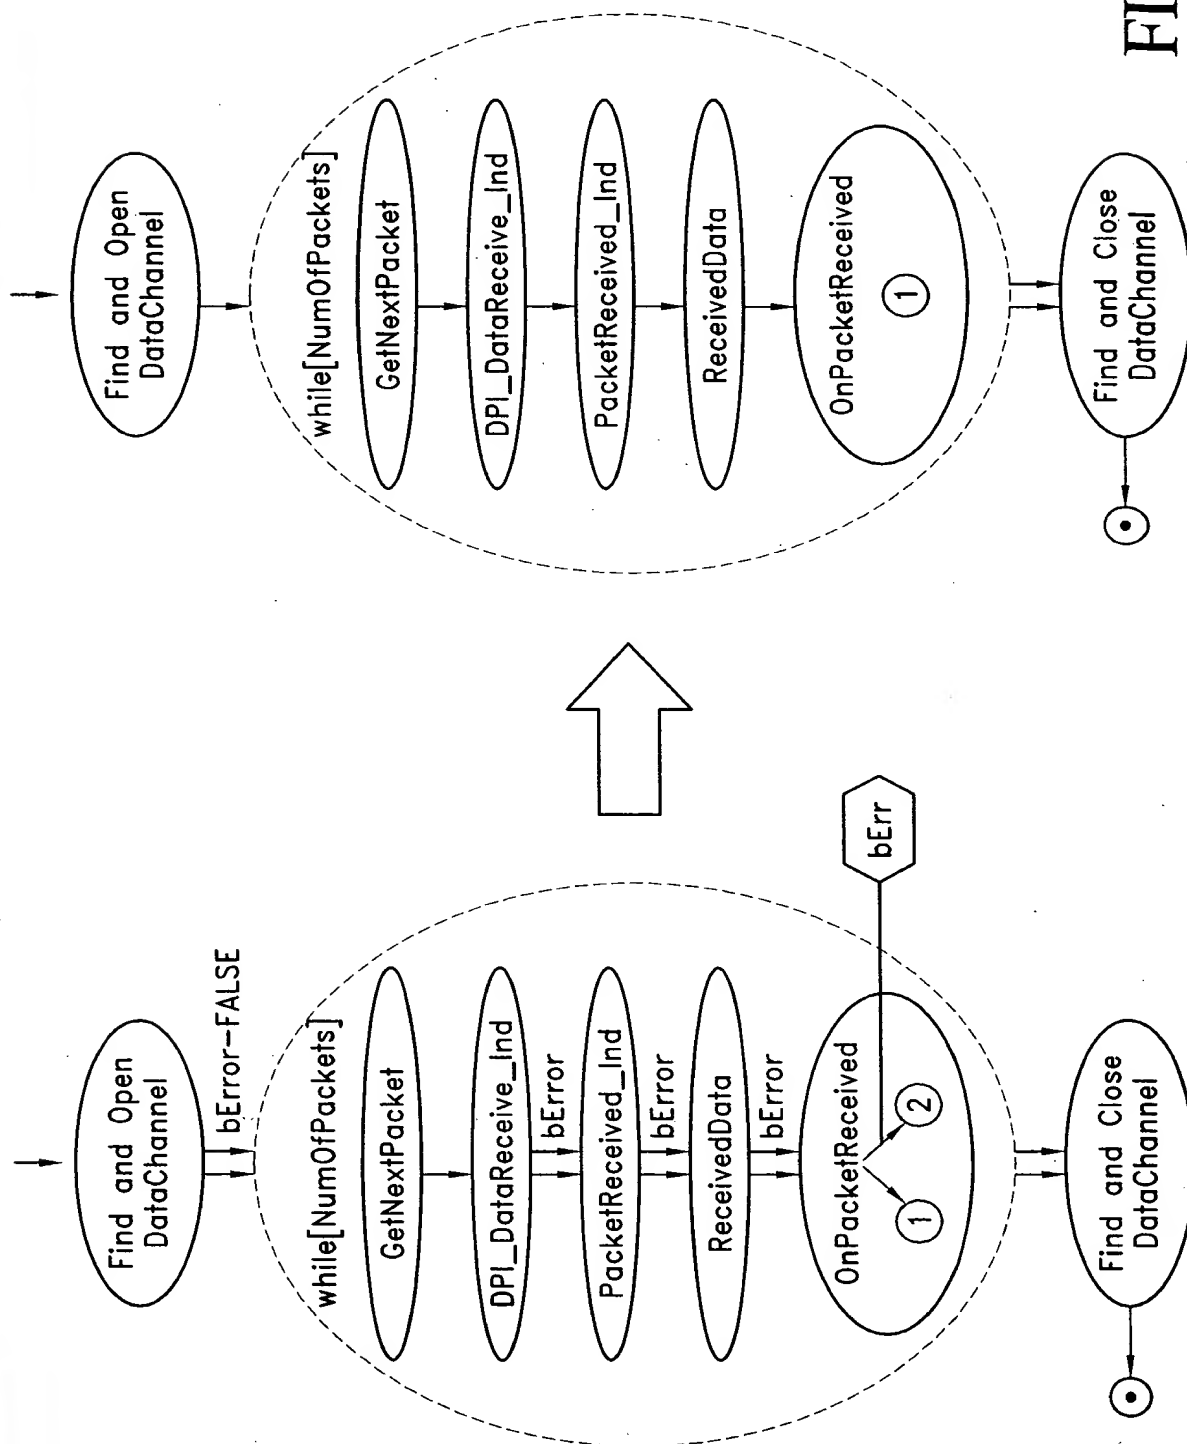 Find and Open
DataChannel
bError-FALSE
while[NumOfPackets]
GetNextPacket
DPI_DataReceive_Ind
bError
PacketReceived_Ind
bError
ReceivedData
bError
OnPacketReceived
1
2
bErr
Find and Close
DataChannel
Find and Open
DataChannel
while[NumOfPackets]
GetNextPacket
DPI_DataReceive_Ind
PacketReceived_Ind
ReceivedData
OnPacketReceived
1
Find and Close
DataChannel